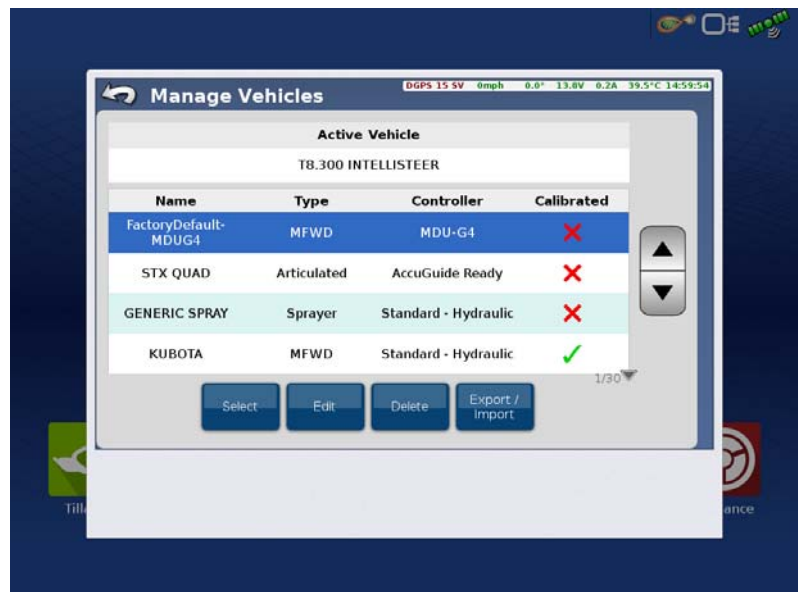 Manage Vehicles
DGPS 15 SV 0mph 0.0° 13.8V 0.2A 39.5°C 14:59:54
Active Vehicle
T8.300 INTELLISTEER
Name Type Controller Calibrated
FactoryDefault-
MDUG4 MFWD MDU-G4
STX QUAD Articulated AccuGuide Ready
GENERIC SPRAY Sprayer Standard - Hydraulic
KUBOTA MFWD Standard - Hydraulic
1/30
Select Edit Delete Export /
Import
Till
ance